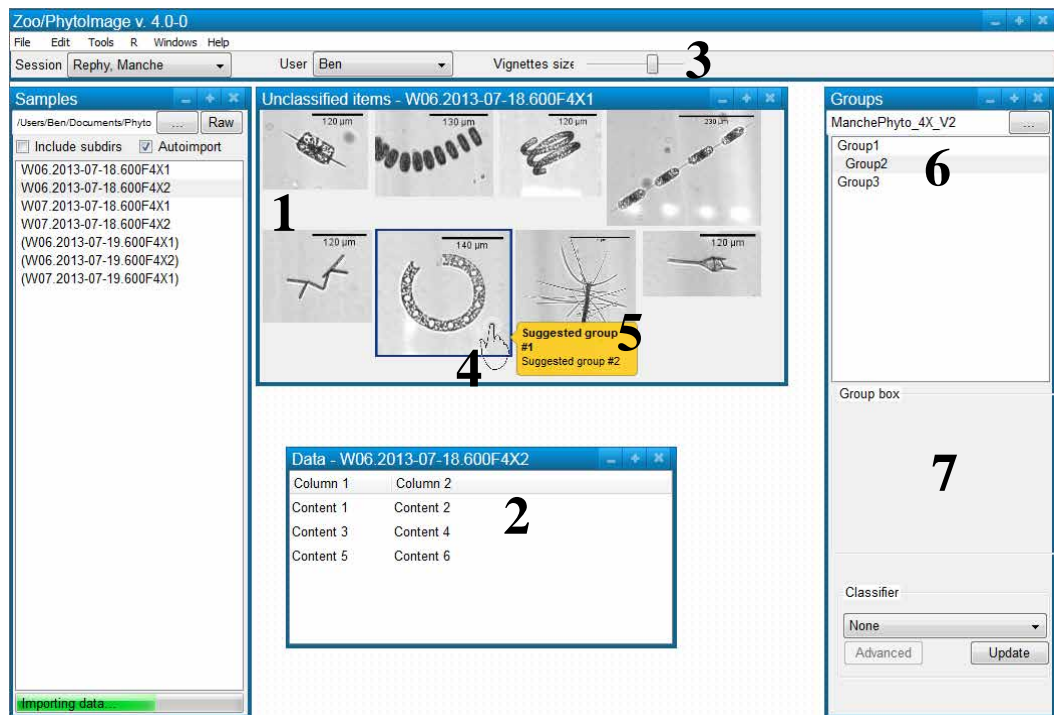 Zoo/PhytoImage v. 4.0-0
File Edit Tools R Windows Help
Session Rephy, Manche User Ben Vignettes size 3
Samples
/Users/Ben/Documents/Phyto ... Raw
Include subdirs Autoimport
W06.2013-07-18.600F4X1
W06.2013-07-18.600F4X2
W07.2013-07-18.600F4X1
W07.2013-07-18.600F4X2
(W06.2013-07-19.600F4X1)
(W06.2013-07-19.600F4X2)
(W07.2013-07-19.600F4X1)
Importing data...
Unclassified items - W06.2013-07-18.600F4X1
120 µm 130 µm 120 µm 230 µm
1
120 µm 140 µm 120 µm
4
Suggested group
#1
Suggested group #2
5
Data - W06.2013-07-18.600F4X2
Column 1 Column 2
Content 1 Content 2
Content 3 Content 4
Content 5 Content 6
2
Groups
ManchePhyto_4X_V2 ...
Group1
Group2
Group3
6
Group box
7
Classifier
None
Advanced Update